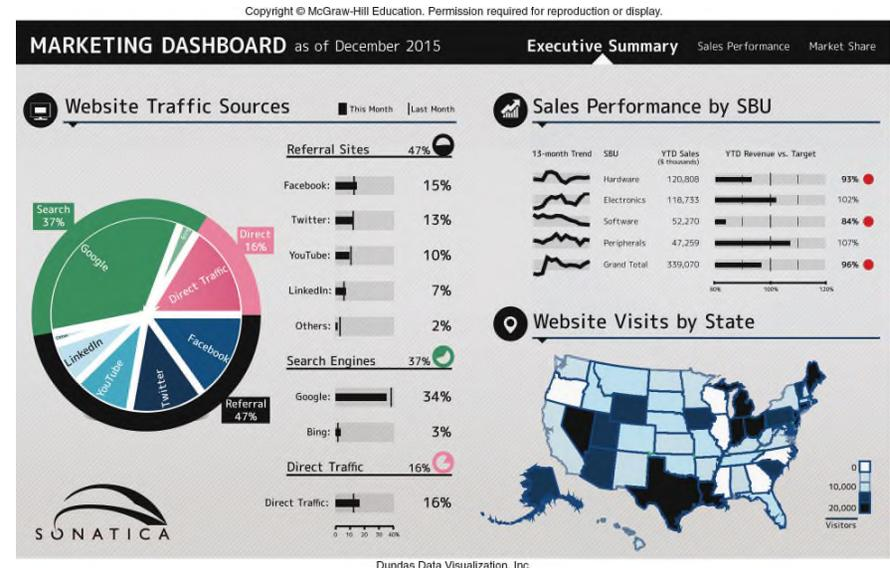 Copyright © McGraw-Hill Education. Permission required for reproduction or display.
MARKETING DASHBOARD as of December 2015
Executive Summary Sales Performance Market Share
Website Traffic Sources
This Month Last Month
Search
37%
Direct
16%
Google
Direct Traffic
LinkedIn
YouTube
Twitter
Facebook
Referral
47%
SONATICA
Referral Sites 47%
Facebook: 15%
Twitter: 13%
YouTube: 10%
LinkedIn: 7%
Others: 2%
Search Engines 37%
Google: 34%
Bing: 3%
Direct Traffic 16%
Direct Traffic: 16%
0 10 20 30 40%
Sales Performance by SBU
13-month Trend SBU YTD Sales YTD Revenue vs. Target
($ thousands)
Hardware 120,808 93%
Electronics 118,733 102%
Software 52,270 84%
Peripherals 47,259 107%
Grand Total 339,070 96%
80% 100% 120%
Website Visits by State
0
10,000
20,000
Visitors
Dundas Data Visualization, Inc.